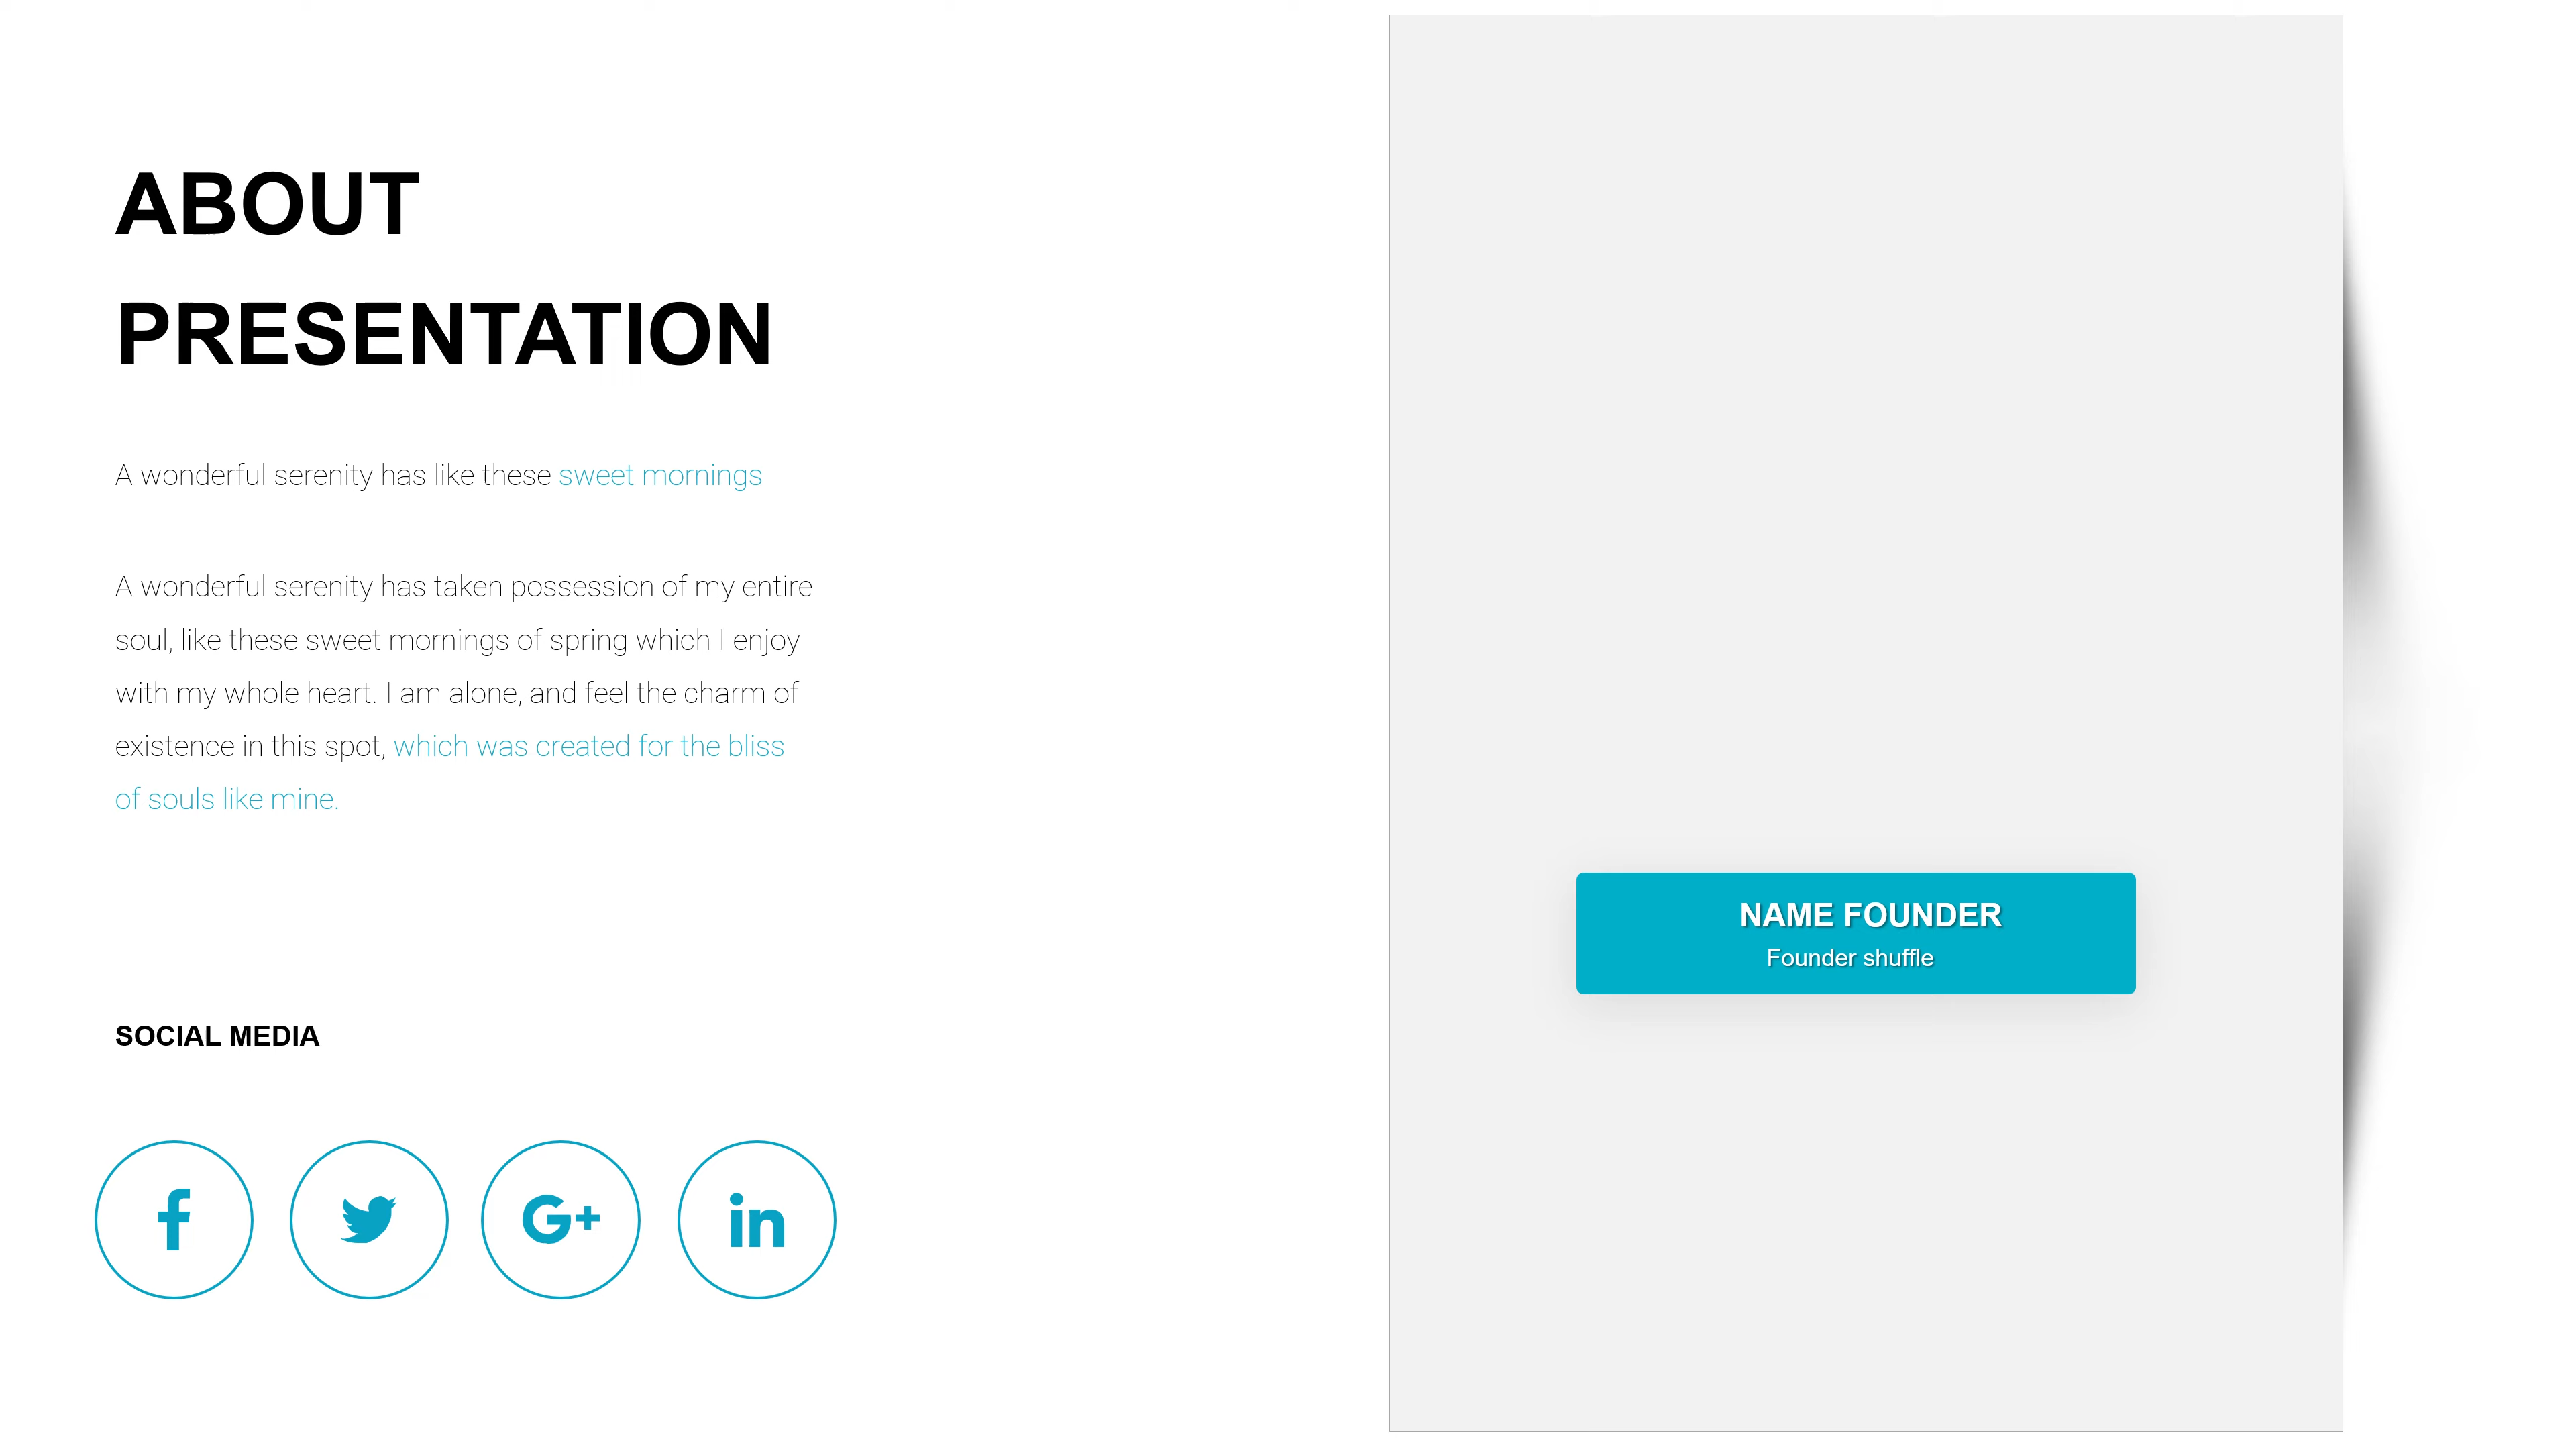 ABOUT
PRESENTATION
A wonderful serenity has like these sweet mornings
A wonderful serenity has taken possession of my entire
soul, like these sweet mornings of spring which I enjoy
with my whole heart. I am alone, and feel the charm of
existence in this spot, which was created for the bliss
of souls like mine.
SOCIAL MEDIA
f
G+
in
NAME FOUNDER
Founder shuffle